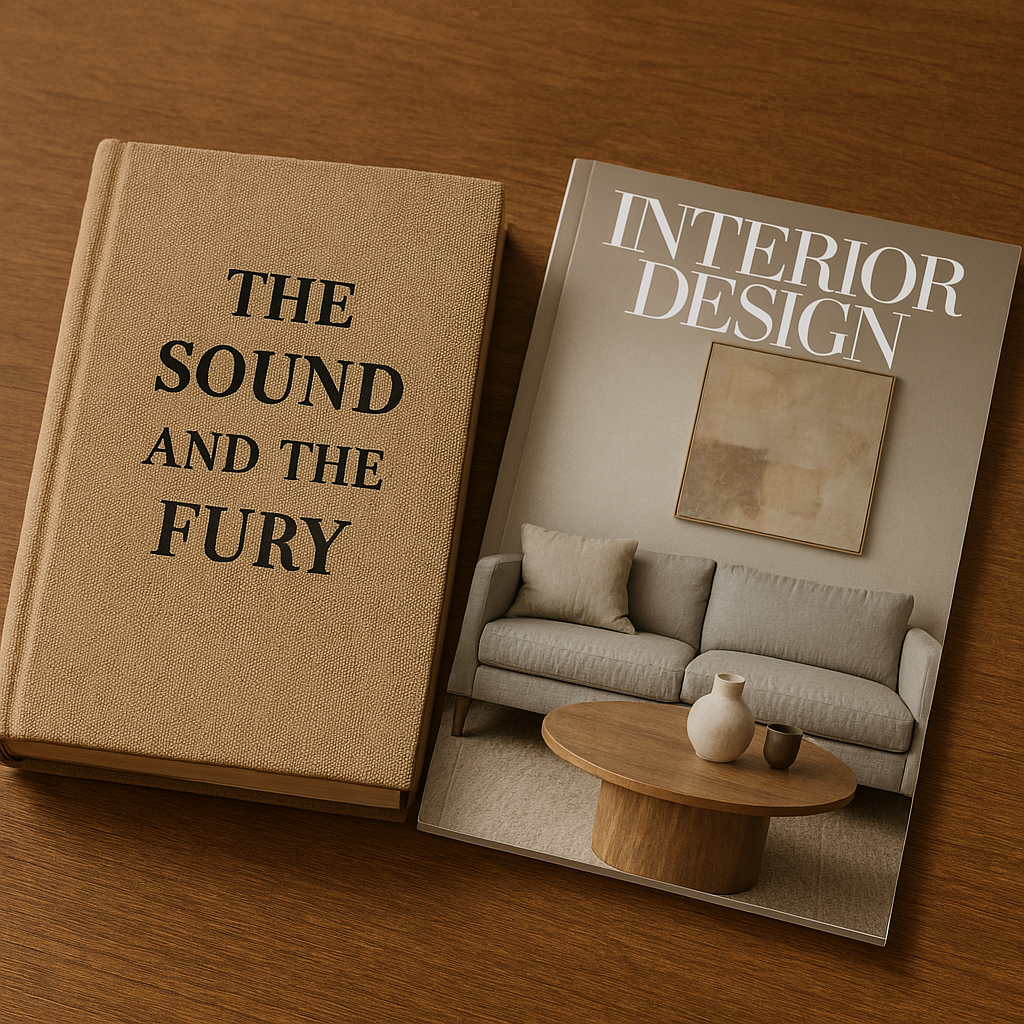 THE
SOUND
AND THE
FURY
INTERIOR
DESIGN